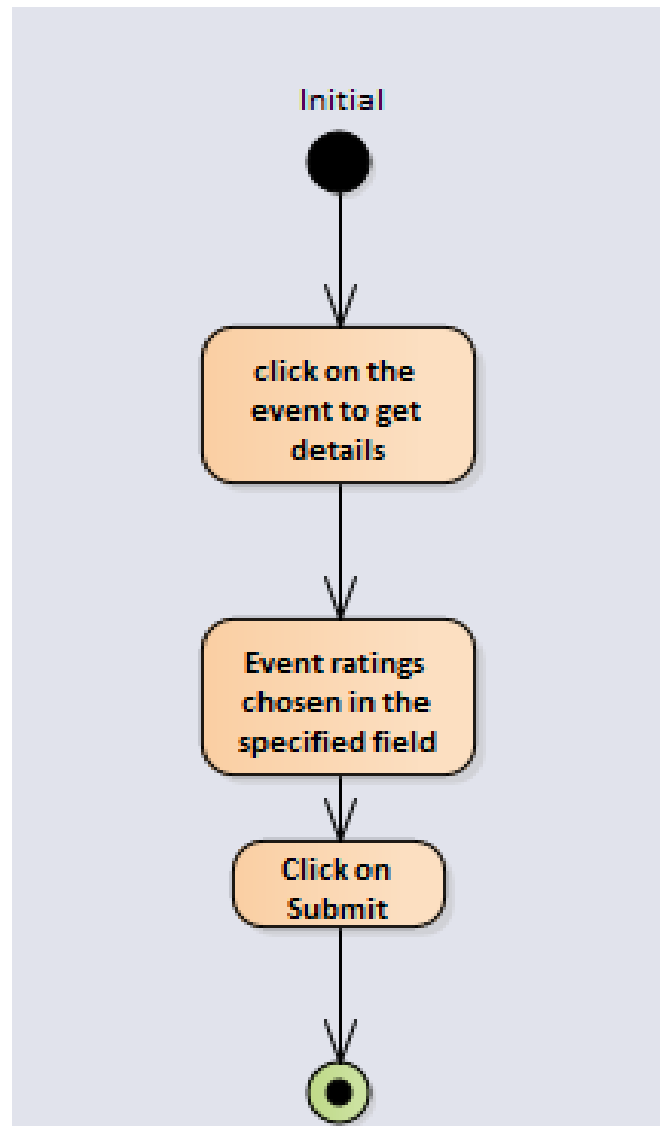 Initial
click on the
event to get
details
Event ratings
chosen in the
specified field
Click on
Submit